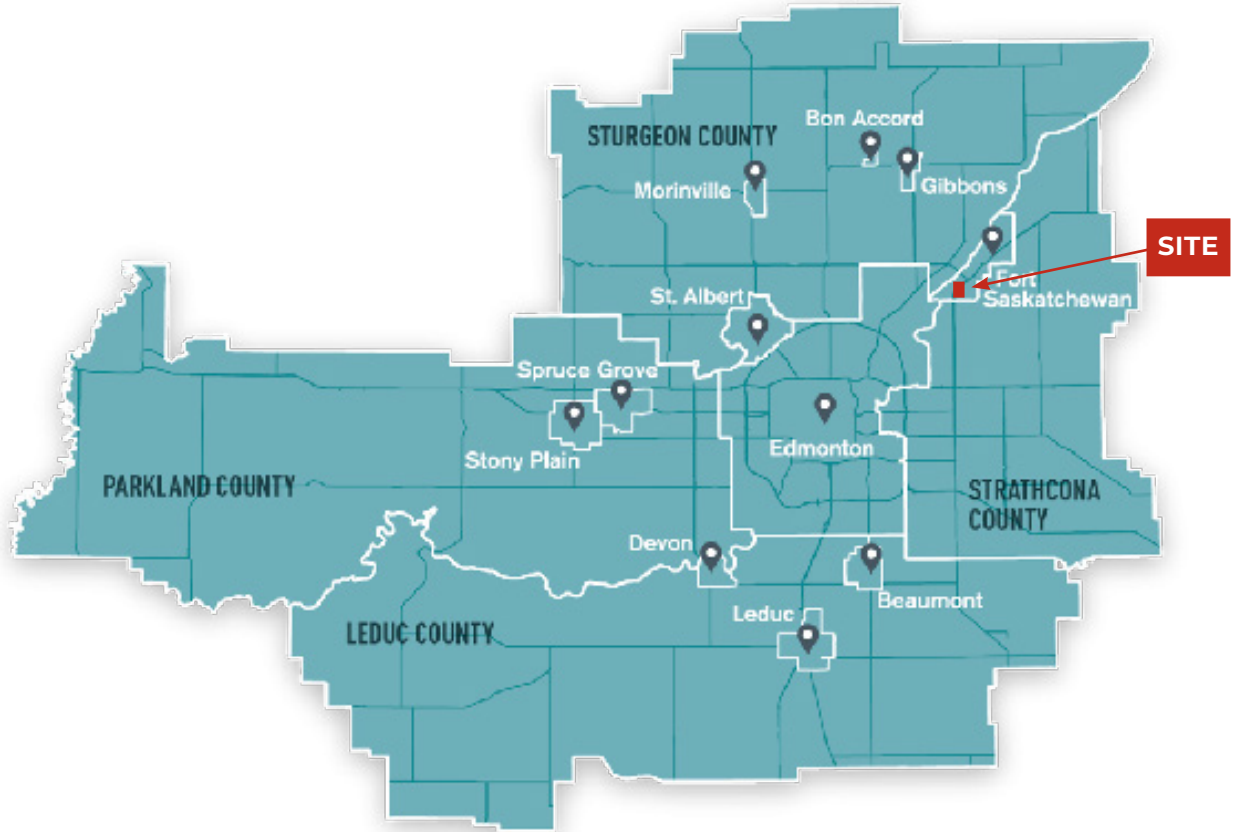 Bon Accord
STURGEON COUNTY
Morinville
Gibbons
SITE
St. Albert
Fort
Saskatchewan
Spruce Grove
Stony Plain
Edmonton
PARKLAND COUNTY
STRATHCONA
COUNTY
Devon
Beaumont
Leduc
LEDUC COUNTY